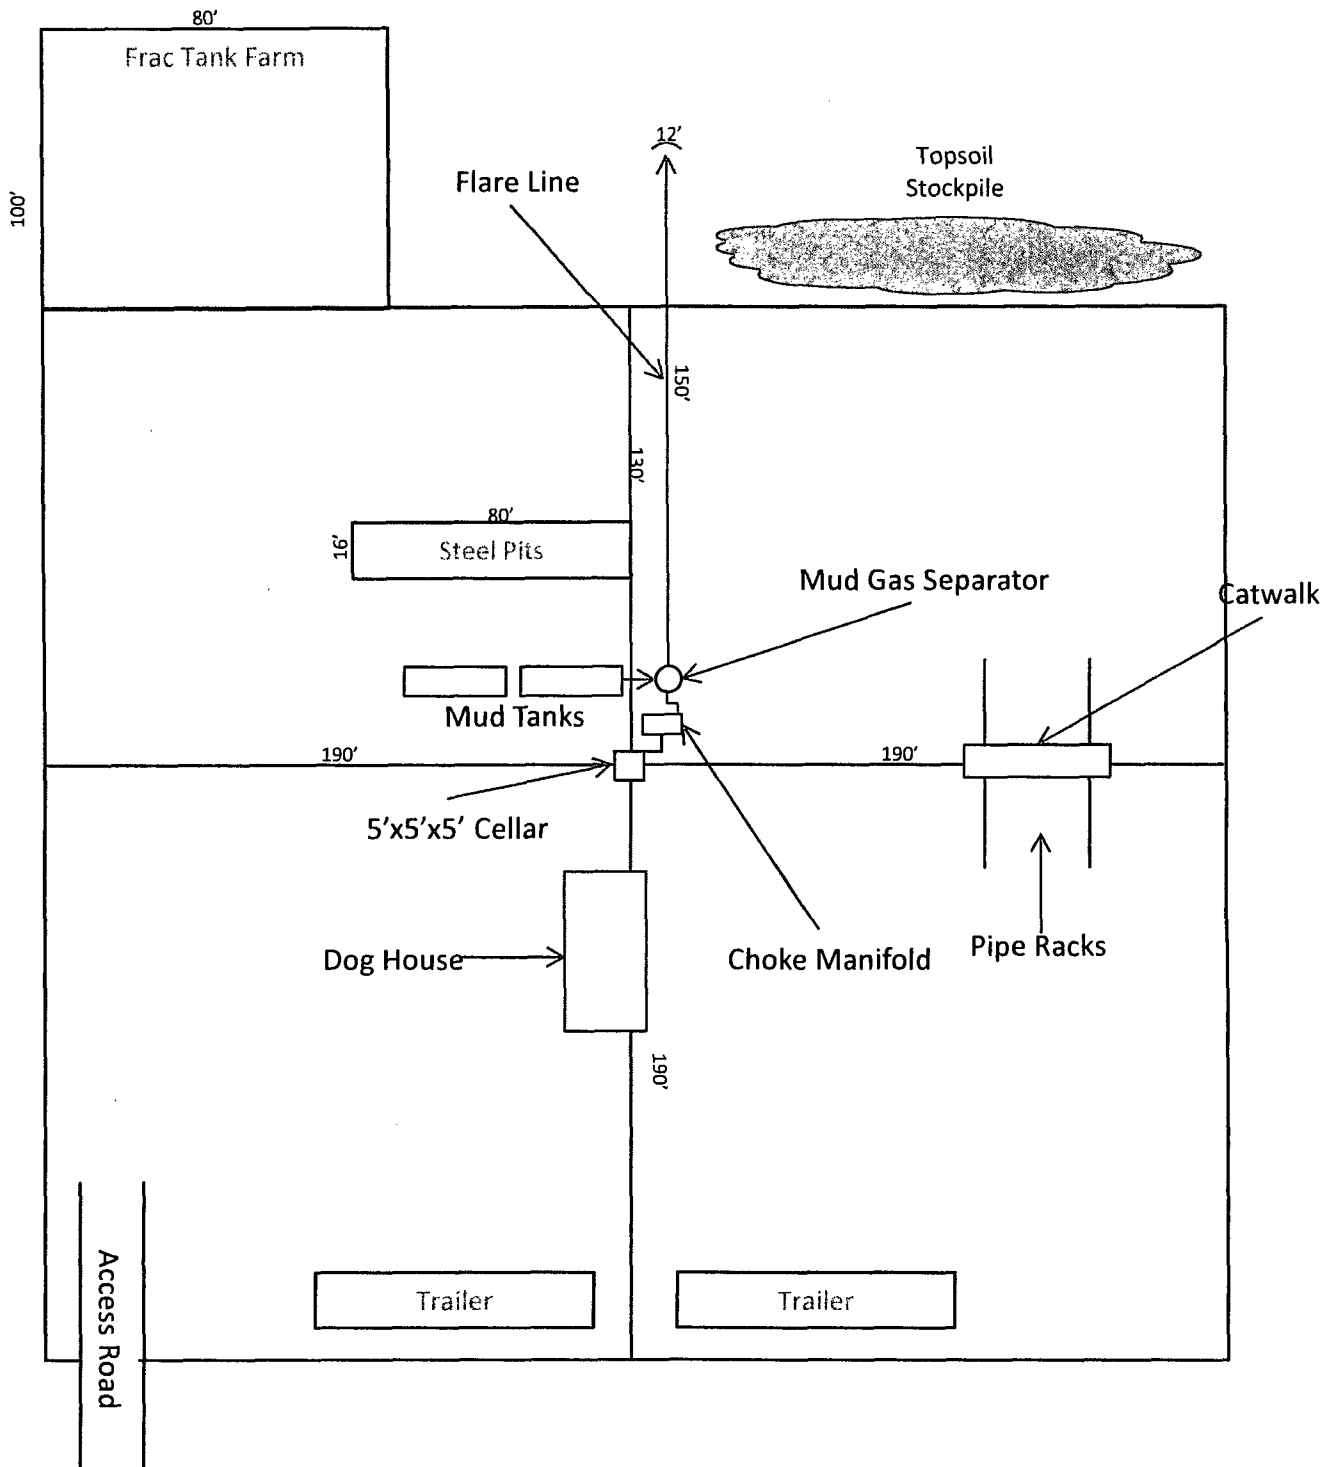 80'
Frac Tank Farm
100'
12'
Flare Line
Topsoil
Stockpile
150'
130'
80'
16'
Steel Pits
Mud Gas Separator
Catwalk
Mud Tanks
190'
190'
5'x5'x5' Cellar
Dog House
Choke Manifold
Pipe Racks
190'
Access Road
Trailer
Trailer